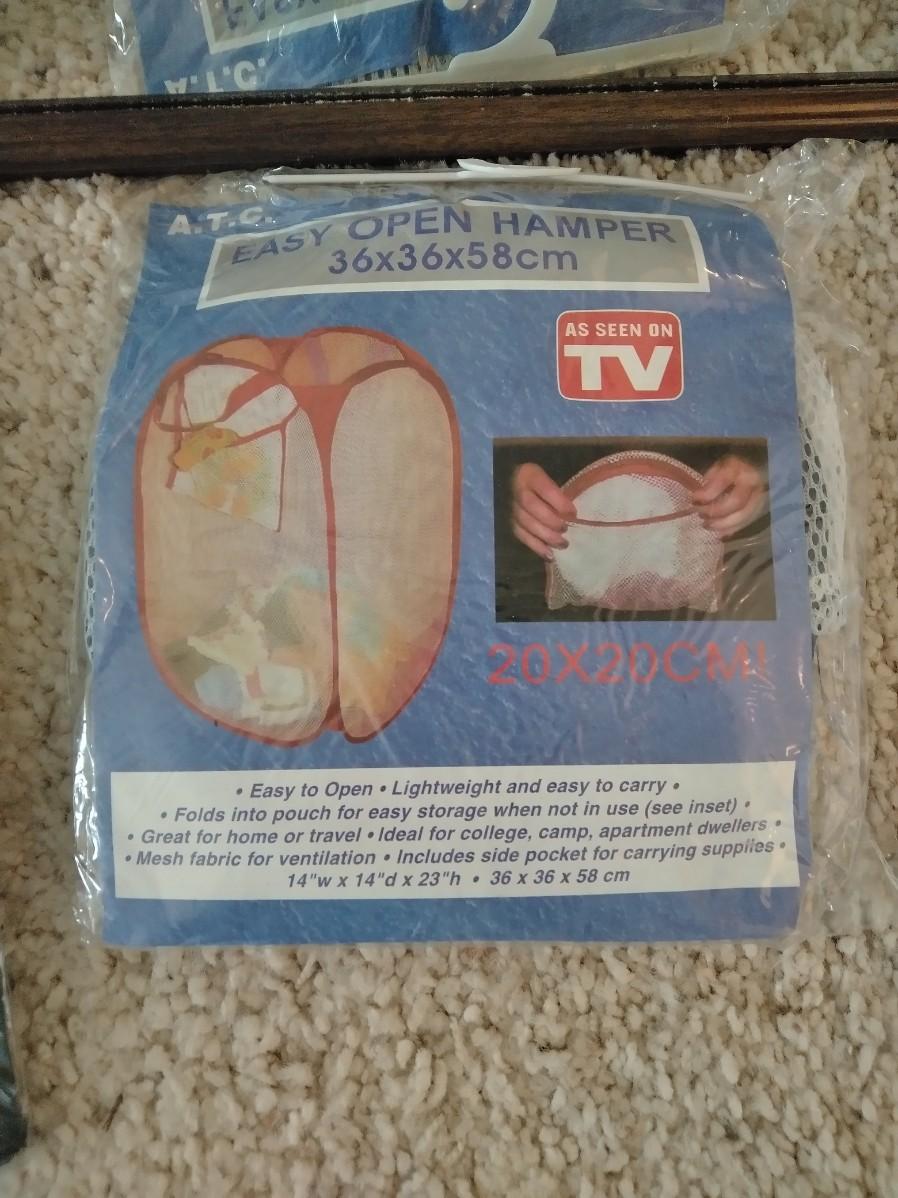 A.T.C.
A.T.C.
EASY OPEN HAMPER
36x36x58cm
AS SEEN ON
TV
20X20CM
• Easy to Open • Lightweight and easy to carry •
• Folds into pouch for easy storage when not in use (see inset) •
• Great for home or travel • Ideal for college, camp, apartment dwellers •
• Mesh fabric for ventilation • Includes side pocket for carrying supplies •
14"w x 14"d x 23"h • 36 x 36 x 58 cm